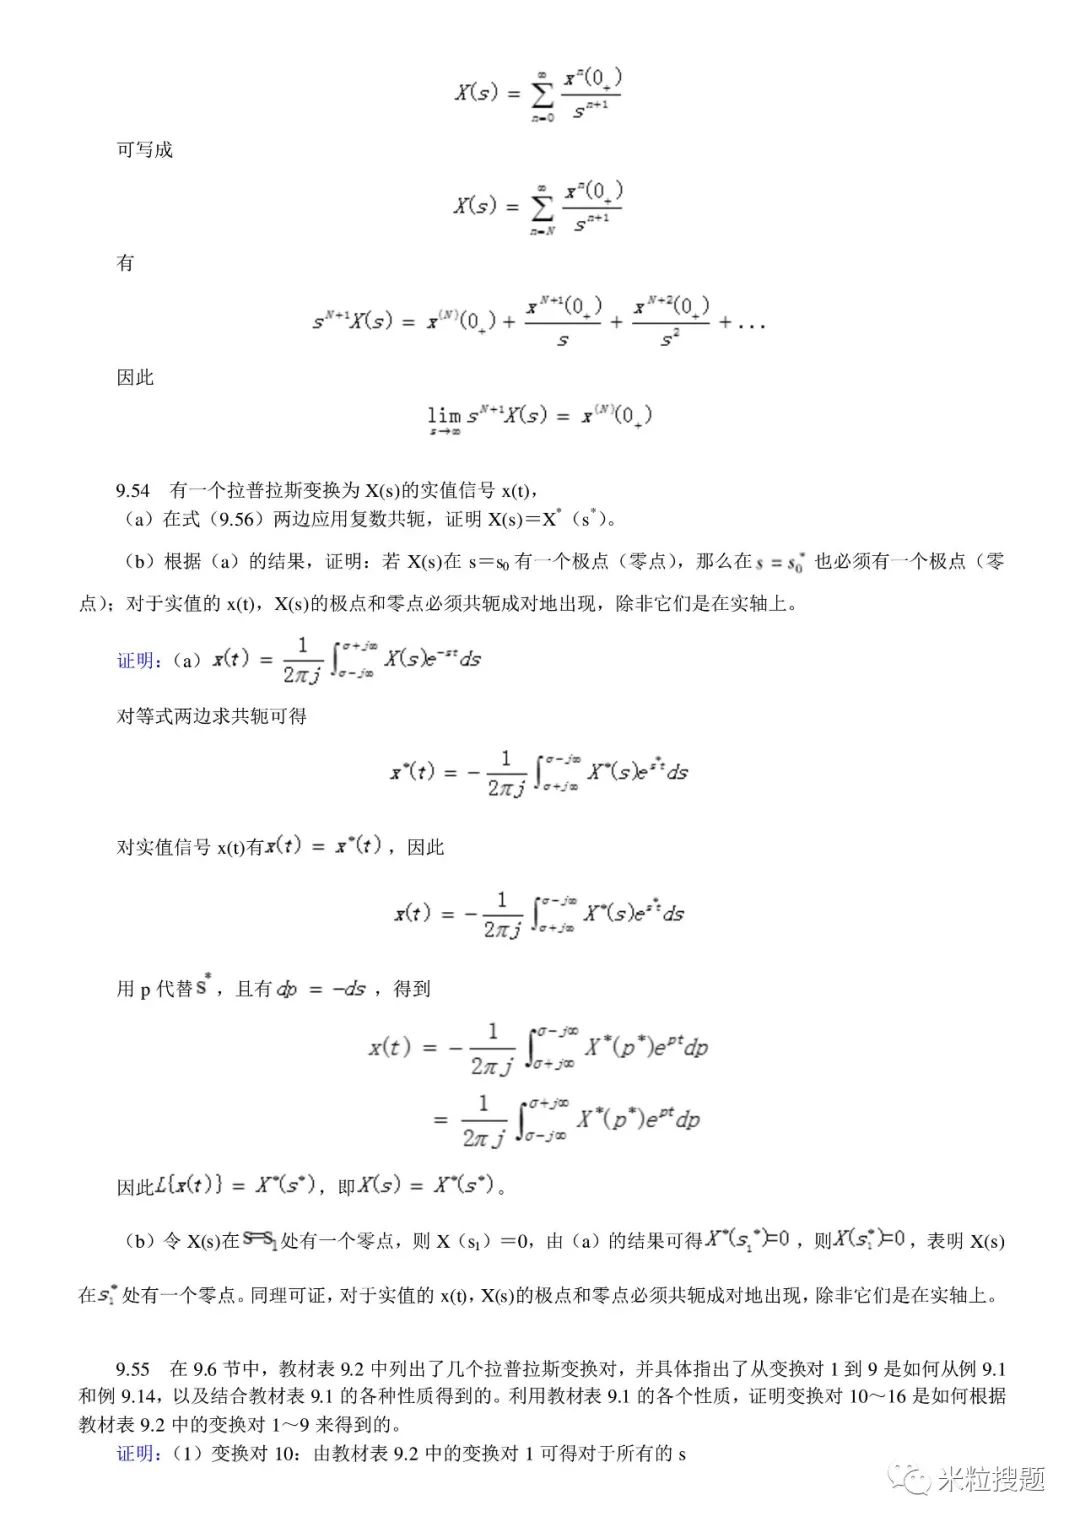 X(s) = ∑_{n=0}^{∞} x^n(0_+) / s^{n+1}
可写成
X(s) = ∑_{n=N}^{∞} x^n(0_+) / s^{n+1}
有
s^{N+1}X(s) = x^{(N)}(0_+) + x^{N+1}(0_+) / s + x^{N+2}(0_+) / s^2 + ...
因此
lim_{s→∞} s^{N+1}X(s) = x^{(N)}(0_+)
9.54 有一个拉普拉斯变换为 X(s)的实值信号 x(t)，
（a）在式（9.56）两边应用复数共轭，证明 X(s)＝X^*（s^*）。
（b）根据（a）的结果，证明：若 X(s)在 s＝s_0 有一个极点（零点），那么在 s = s_0^* 也必须有一个极点（零
点）；对于实值的 x(t)，X(s)的极点和零点必须共轭成对地出现，除非它们是在实轴上。
证明：（a）x(t) = 1/(2πj) ∫_{σ-j∞}^{σ+j∞} X(s)e^{-st}ds
对等式两边求共轭可得
x^*(t) = - 1/(2πj) ∫_{σ+j∞}^{σ-j∞} X^*(s)e^{s^*t}ds
对实值信号 x(t)有x(t) = x^*(t)，因此
x(t) = - 1/(2πj) ∫_{σ+j∞}^{σ-j∞} X^*(s)e^{s^*t}ds
用 p 代替s^*，且有dp = -ds，得到
x(t) = - 1/(2πj) ∫_{σ+j∞}^{σ-j∞} X^*(p^*)e^{pt}dp
= 1/(2πj) ∫_{σ-j∞}^{σ+j∞} X^*(p^*)e^{pt}dp
因此L{x(t)} = X^*(s^*)，即X(s) = X^*(s^*)。
（b）令 X(s)在s=s_1处有一个零点，则 X（s_1）＝0，由（a）的结果可得X^*(s_1^*)=0，则X(s_1^*)=0，表明 X(s)
在s_1^*处有一个零点。同理可证，对于实值的 x(t)，X(s)的极点和零点必须共轭成对地出现，除非它们是在实轴上。
9.55 在 9.6 节中，教材表 9.2 中列出了几个拉普拉斯变换对，并具体指出了从变换对 1 到 9 是如何从例 9.1
和例 9.14，以及结合教材表 9.1 的各种性质得到的。利用教材表 9.1 的各个性质，证明变换对 10～16 是如何根据
教材表 9.2 中的变换对 1～9 来得到的。
证明：（1）变换对 10：由教材表 9.2 中的变换对 1 可得对于所有的 s
米粒搜题